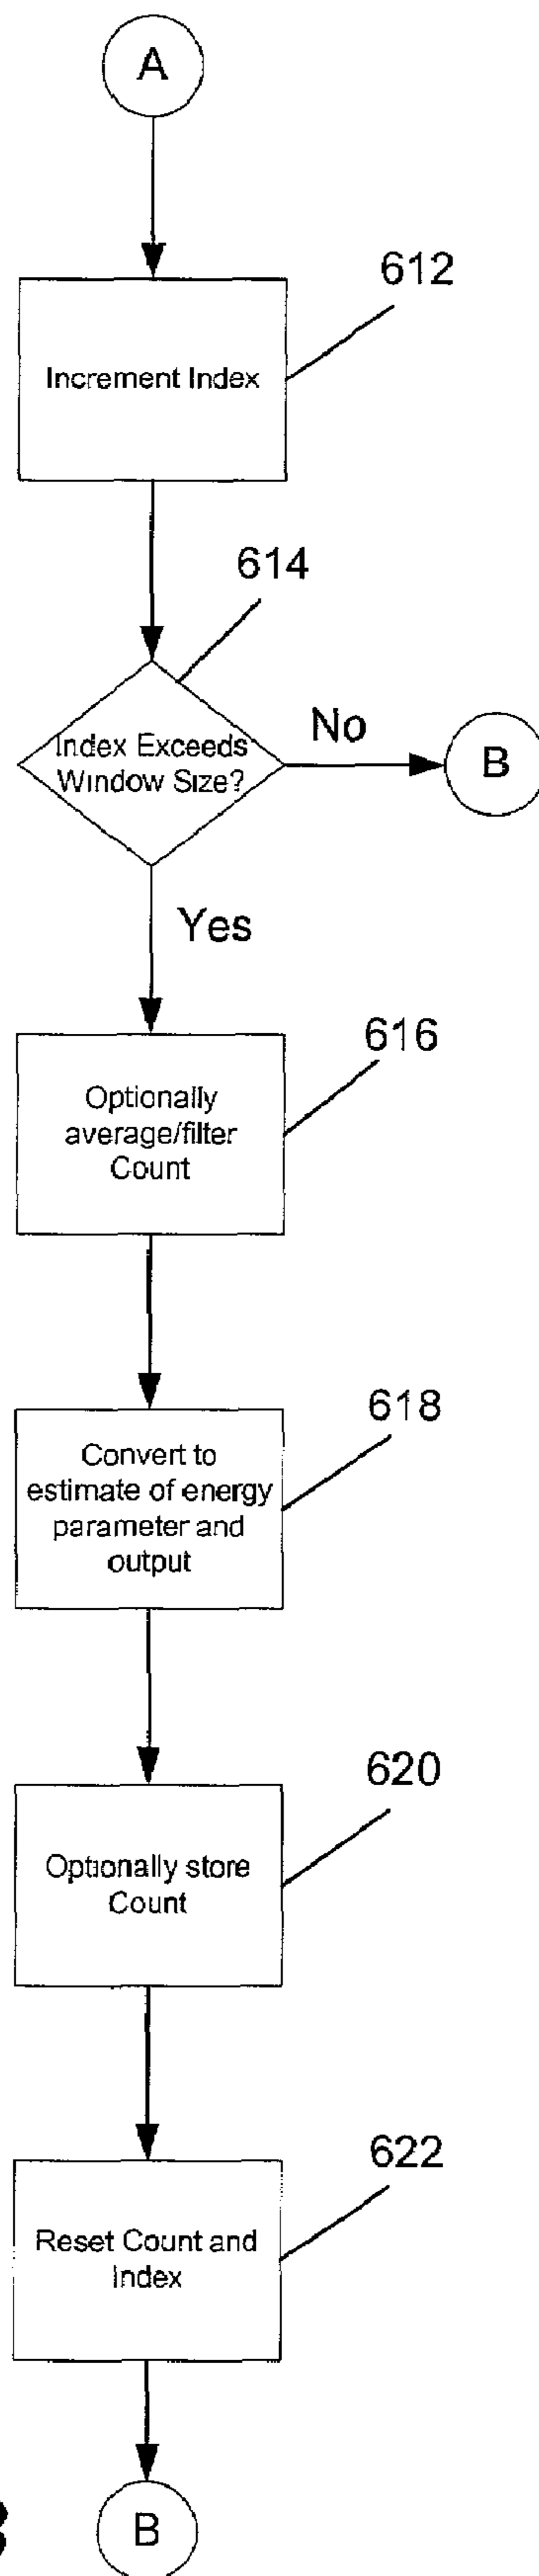 A
612
Increment Index
614
Index Exceeds
Window Size?
No
B
Yes
616
Optionally
average/filter
Count
618
Convert to
estimate of energy
parameter and
output
620
Optionally store
Count
622
Reset Count and
Index
B